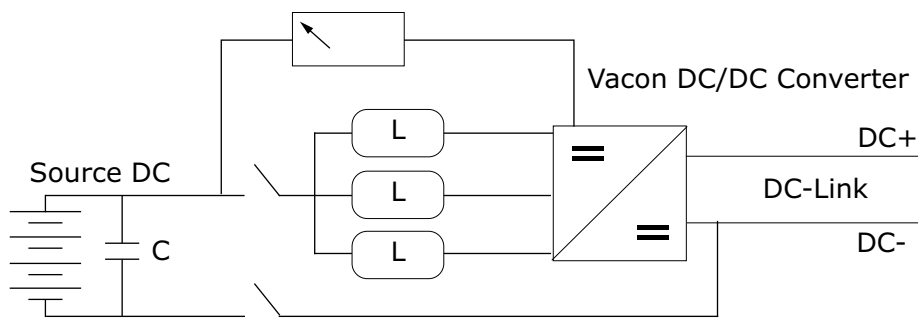 Vacon DC/DC Converter
L
DC+
Source DC
L
DC-Link
C
L
DC-